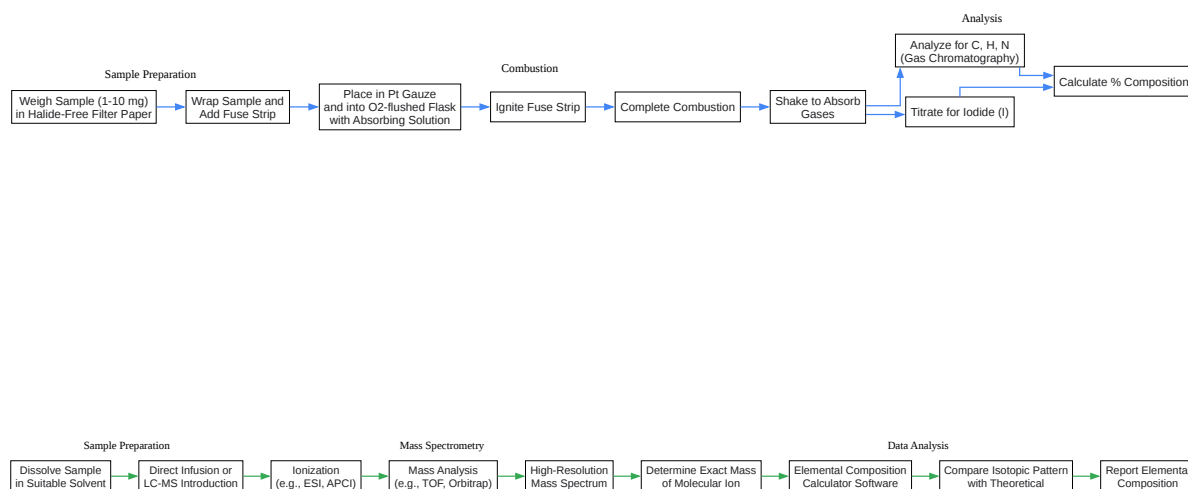 Analysis
Sample Preparation
Combustion
Weigh Sample (1-10 mg)
in Halide-Free Filter Paper
Wrap Sample and
Add Fuse Strip
Place in Pt Gauze
and into O2-flushed Flask
with Absorbing Solution
Ignite Fuse Strip
Complete Combustion
Shake to Absorb
Gases
Analyze for C, H, N
(Gas Chromatography)
Titrate for Iodide (I)
Calculate % Composition
Sample Preparation
Mass Spectrometry
Data Analysis
Dissolve Sample
in Suitable Solvent
Direct Infusion or
LC-MS Introduction
Ionization
(e.g., ESI, APCI)
Mass Analysis
(e.g., TOF, Orbitrap)
High-Resolution
Mass Spectrum
Determine Exact Mass
of Molecular Ion
Elemental Composition
Calculator Software
Compare Isotopic Pattern
with Theoretical
Report Elementa
Composition